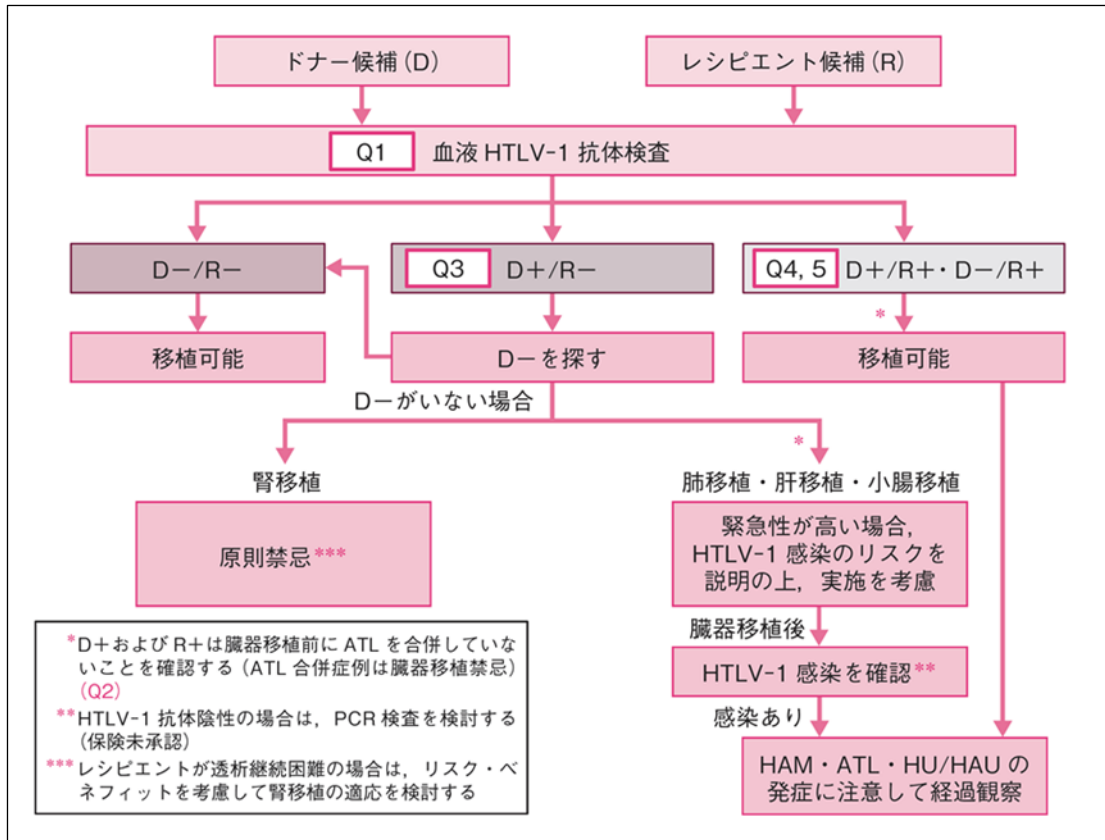 ドナー候補(D)
レシピエント候補(R)
Q1 血液 HTLV-1 抗体検査
D−/R−
Q3 D+/R−
Q4, 5 D+/R+・D−/R+
*
移植可能
D−を探す
移植可能
D−がいない場合
*
腎移植
肺移植・肝移植・小腸移植
原則禁忌***
緊急性が高い場合,
HTLV-1 感染のリスクを
説明の上,実施を考慮
臓器移植後
HTLV-1 感染を確認**
感染あり
HAM・ATL・HU/HAU の
発症に注意して経過観察
*D+および R+は臓器移植前に ATL を合併していな
いことを確認する(ATL 合併症例は臓器移植禁忌)
(Q2)
**HTLV-1 抗体陰性の場合は,PCR 検査を検討する
(保険未承認)
***レシピエントが透析継続困難の場合は,リスク・ベ
ネフィットを考慮して腎移植の適応を検討する